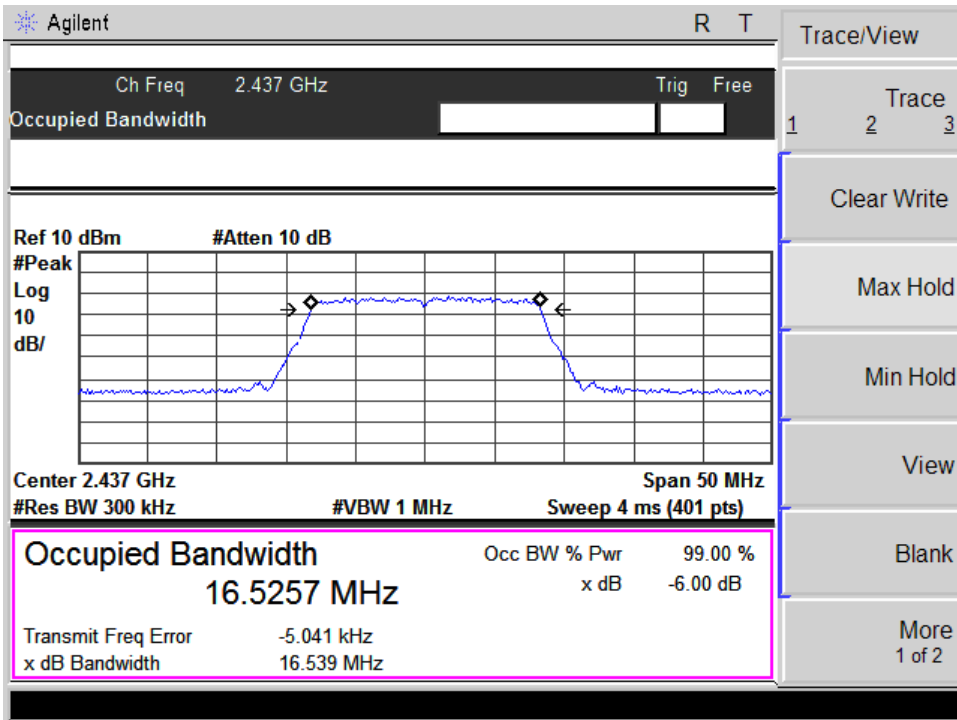 Agilent R T
Ch Freq 2.437 GHz Trig Free
Occupied Bandwidth
Ref 10 dBm #Atten 10 dB
#Peak
Log
10
dB/
Center 2.437 GHz Span 50 MHz
#Res BW 300 kHz #VBW 1 MHz Sweep 4 ms (401 pts)
Occupied Bandwidth Occ BW % Pwr 99.00 %
16.5257 MHz x dB -6.00 dB
Transmit Freq Error -5.041 kHz
x dB Bandwidth 16.539 MHz
Trace/View
Trace
1 2 3
Clear Write
Max Hold
Min Hold
View
Blank
More
1 of 2